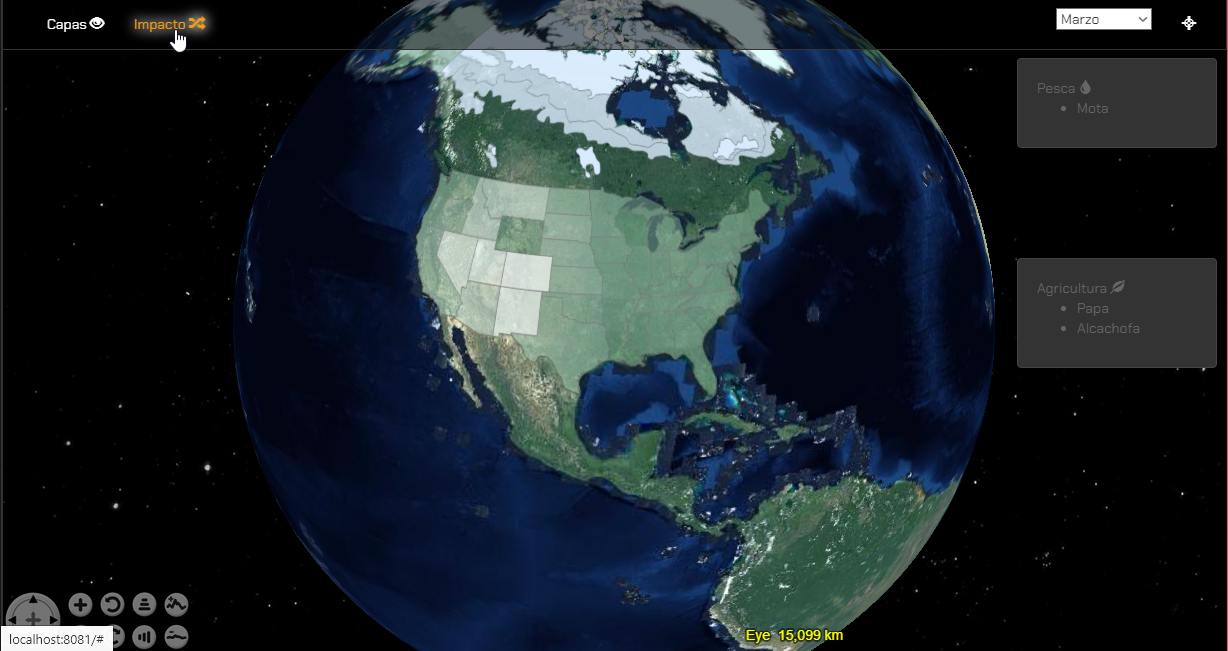 Capas
Impacto
Marzo
Pesca
Mota
Agricultura
Papa
Alcachofa
Eye 15,099 km
localhost:8081/#